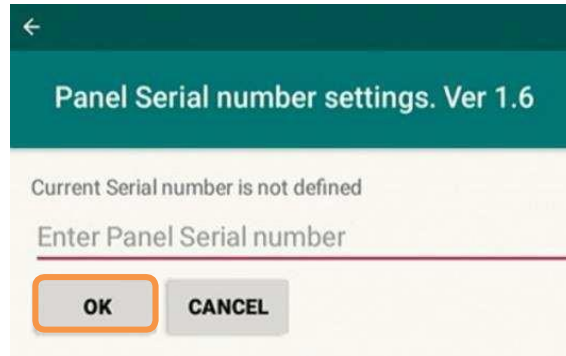 Panel Serial number settings. Ver 1.6
Current Serial number is not defined
Enter Panel Serial number
OK CANCEL